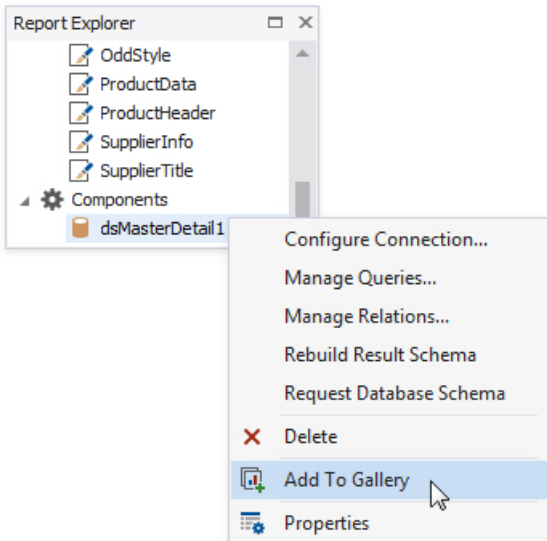 Report Explorer
OddStyle
ProductData
ProductHeader
SupplierInfo
SupplierTitle
Components
dsMasterDetail1
Configure Connection...
Manage Queries...
Manage Relations...
Rebuild Result Schema
Request Database Schema
Delete
Add To Gallery
Properties